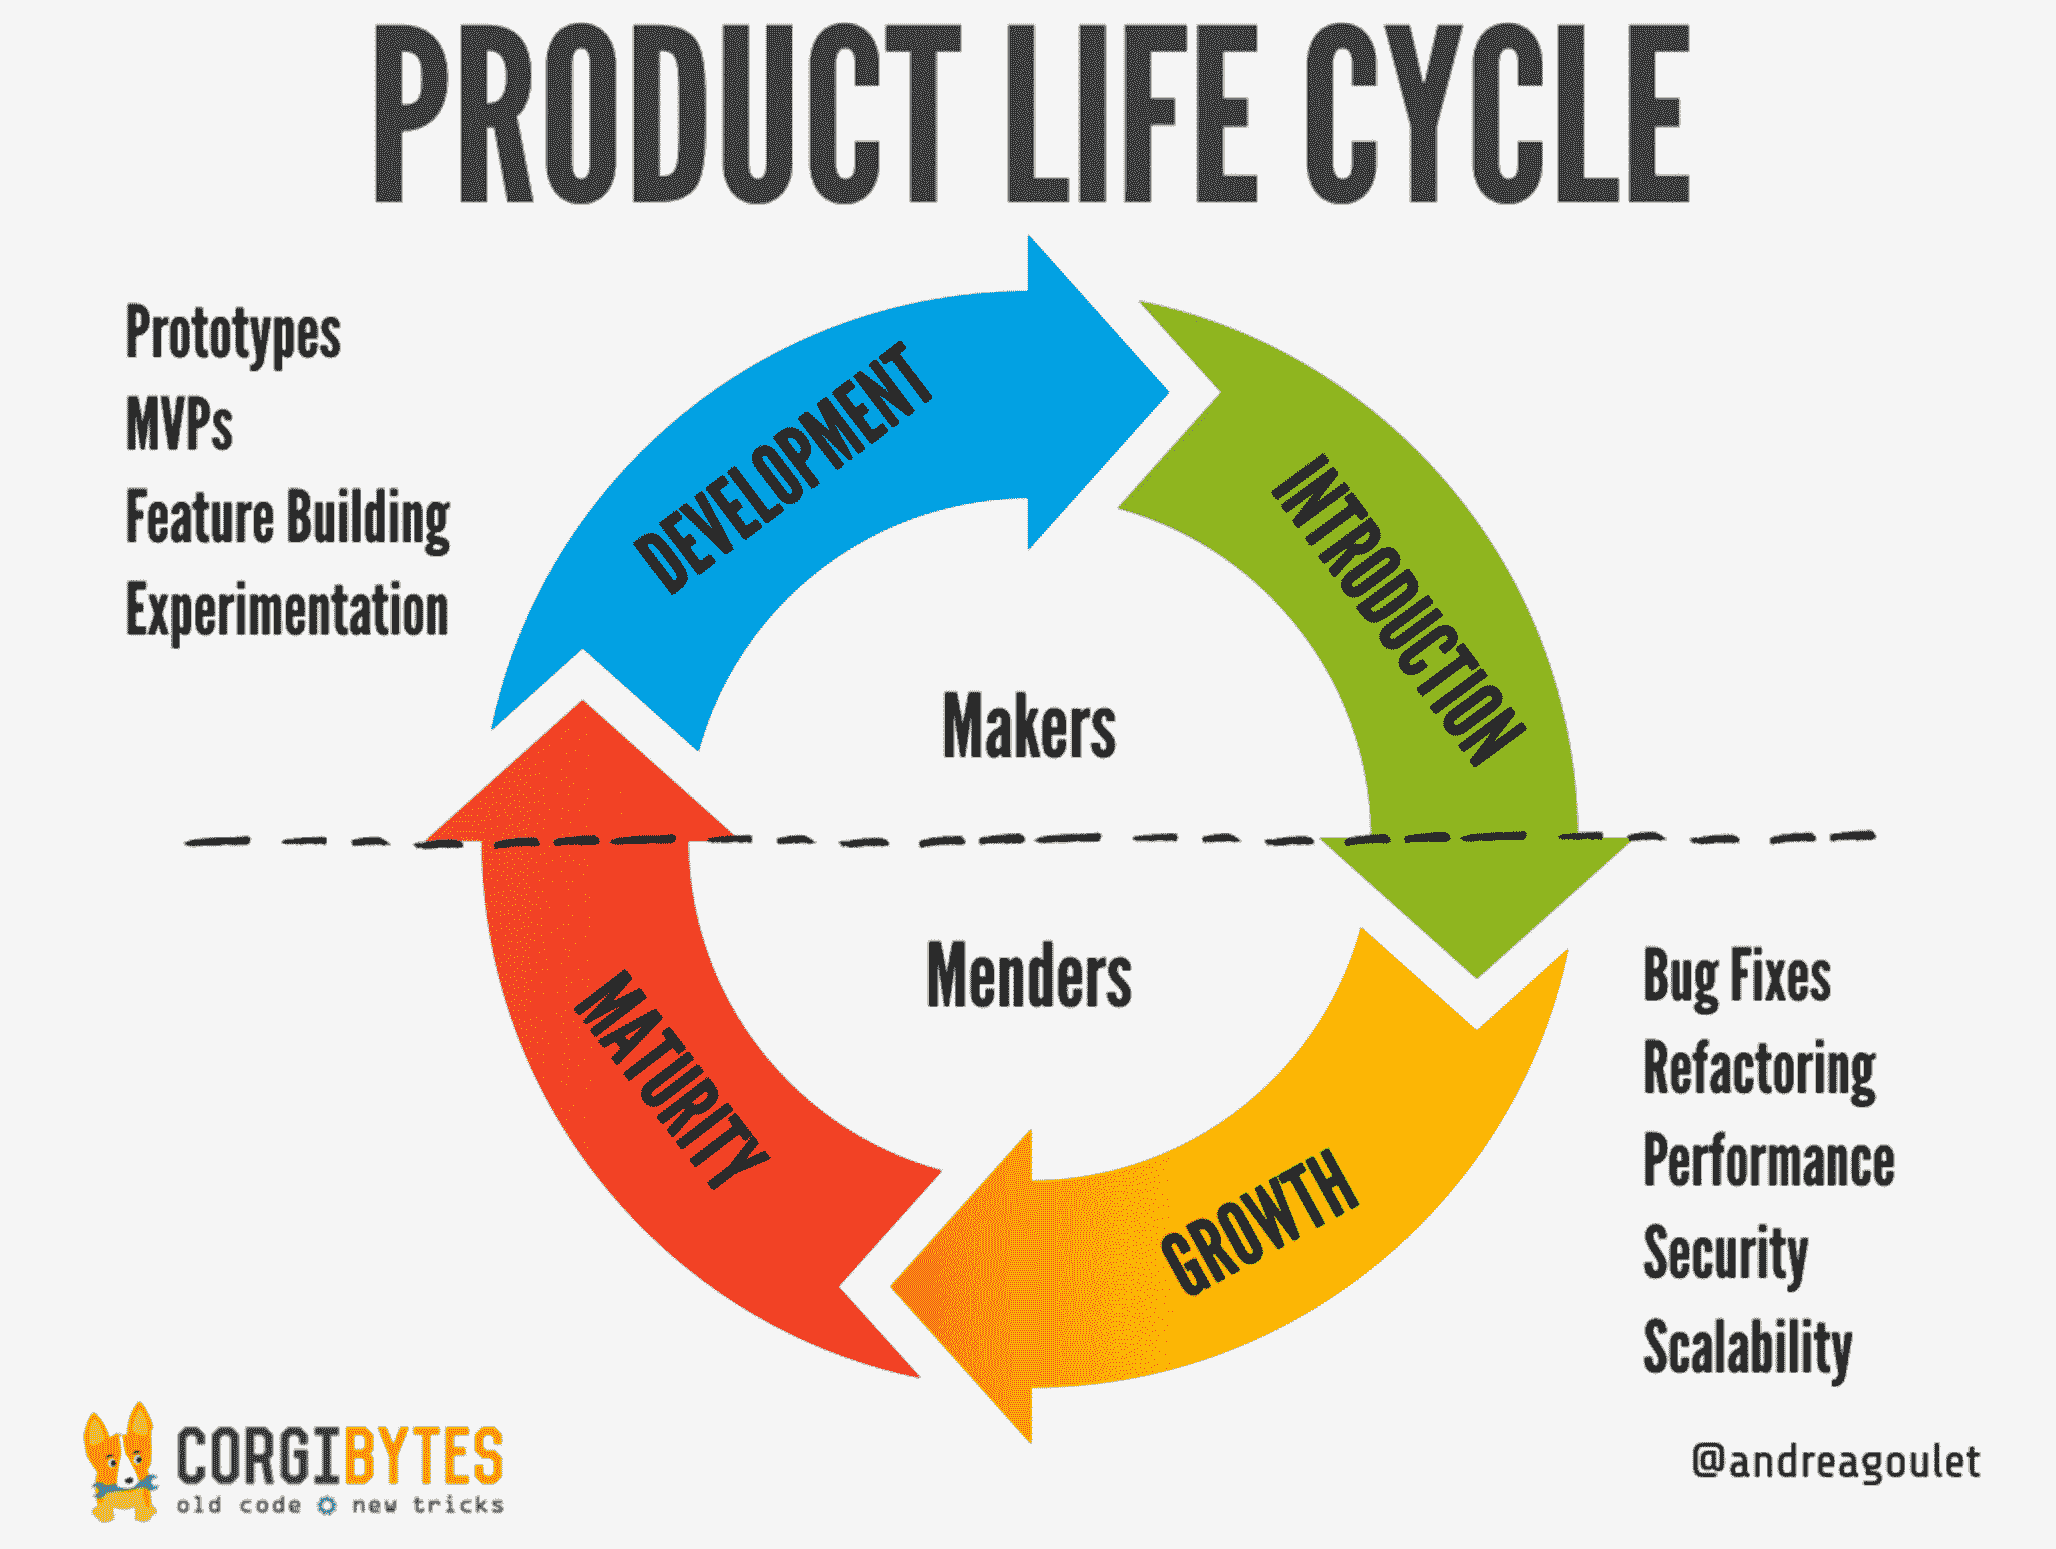 PRODUCT LIFE CYCLE
Prototypes
MVPs
Feature Building
Experimentation
DEVELOPMENT
INTRODUCTION
Makers
Menders
MATURITY
GROWTH
Bug Fixes
Refactoring
Performance
Security
Scalability
CORGIBYTES
old code new tricks
@andreagoulet